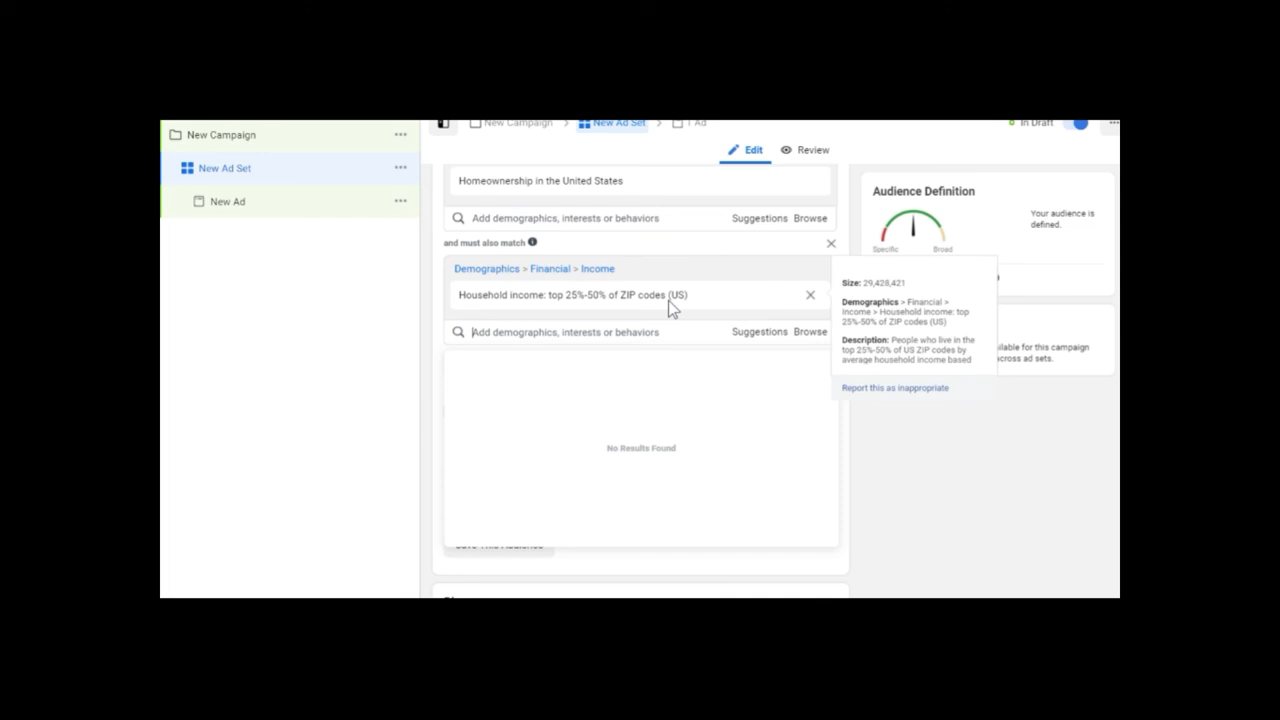 New Campaign
New Ad Set
New Ad
New Campaign > New Ad Set > 1 Ad
In Draft
Edit
Review
Homeownership in the United States
Add demographics, interests or behaviors Suggestions Browse
and must also match
Demographics > Financial > Income
Household income: top 25%-50% of ZIP codes (US)
Add demographics, interests or behaviors Suggestions Browse
No Results Found
Audience Definition
Specific
Broad
Your audience is
defined.
Size: 29,428,421
Demographics > Financial >
Income > Household income: top
25%-50% of ZIP codes (US)
Description: People who live in the
top 25%-50% of US ZIP codes by
average household income based
Report this as inappropriate
ilable for this campaign
cross ad sets.
Save This Audience